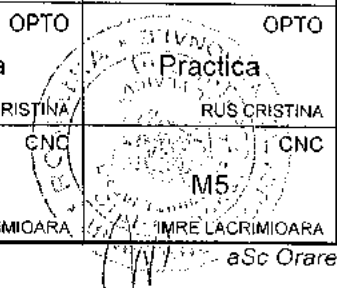 OPTO OPTO
a Practica
RISTINA RUS CRISTINA
CNC CNC
M5
MIOARA IMRE LACRIMIOARA
aSc Orare